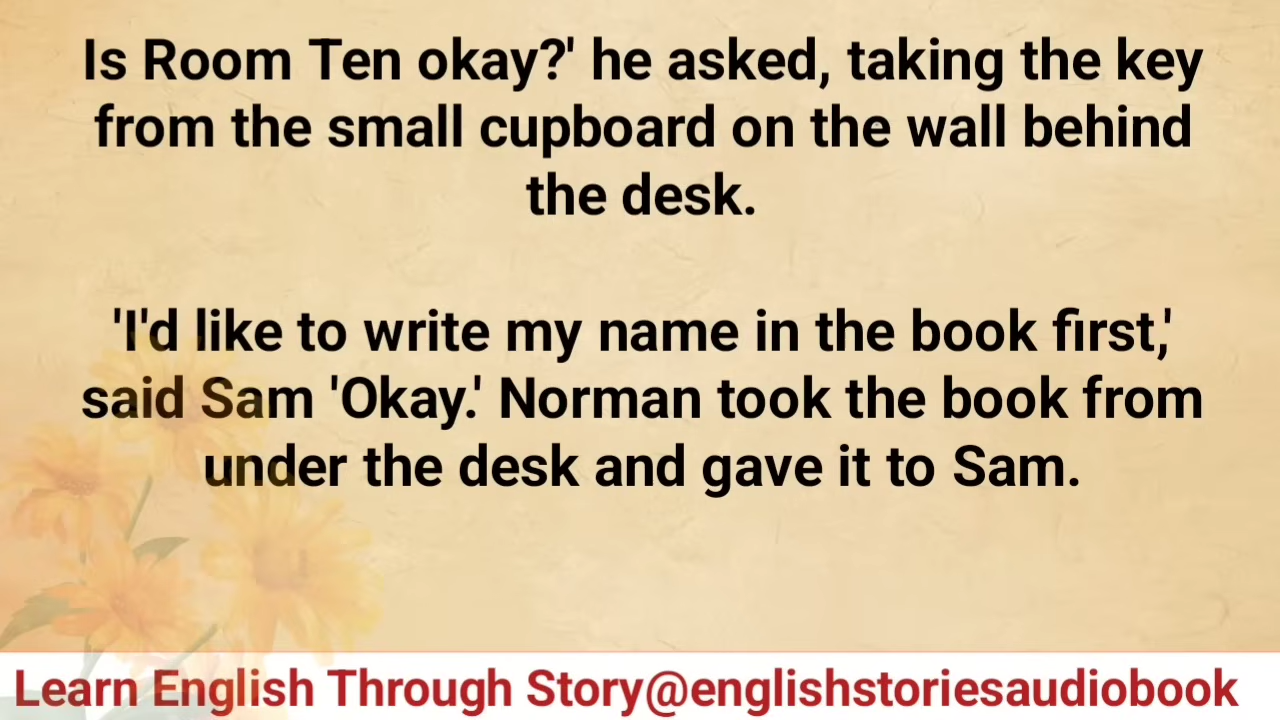 Is Room Ten okay?' he asked, taking the key
from the small cupboard on the wall behind
the desk.
'I'd like to write my name in the book first,'
said Sam 'Okay.' Norman took the book from
under the desk and gave it to Sam.
Learn English Through Story@englishstoriesaudiobook